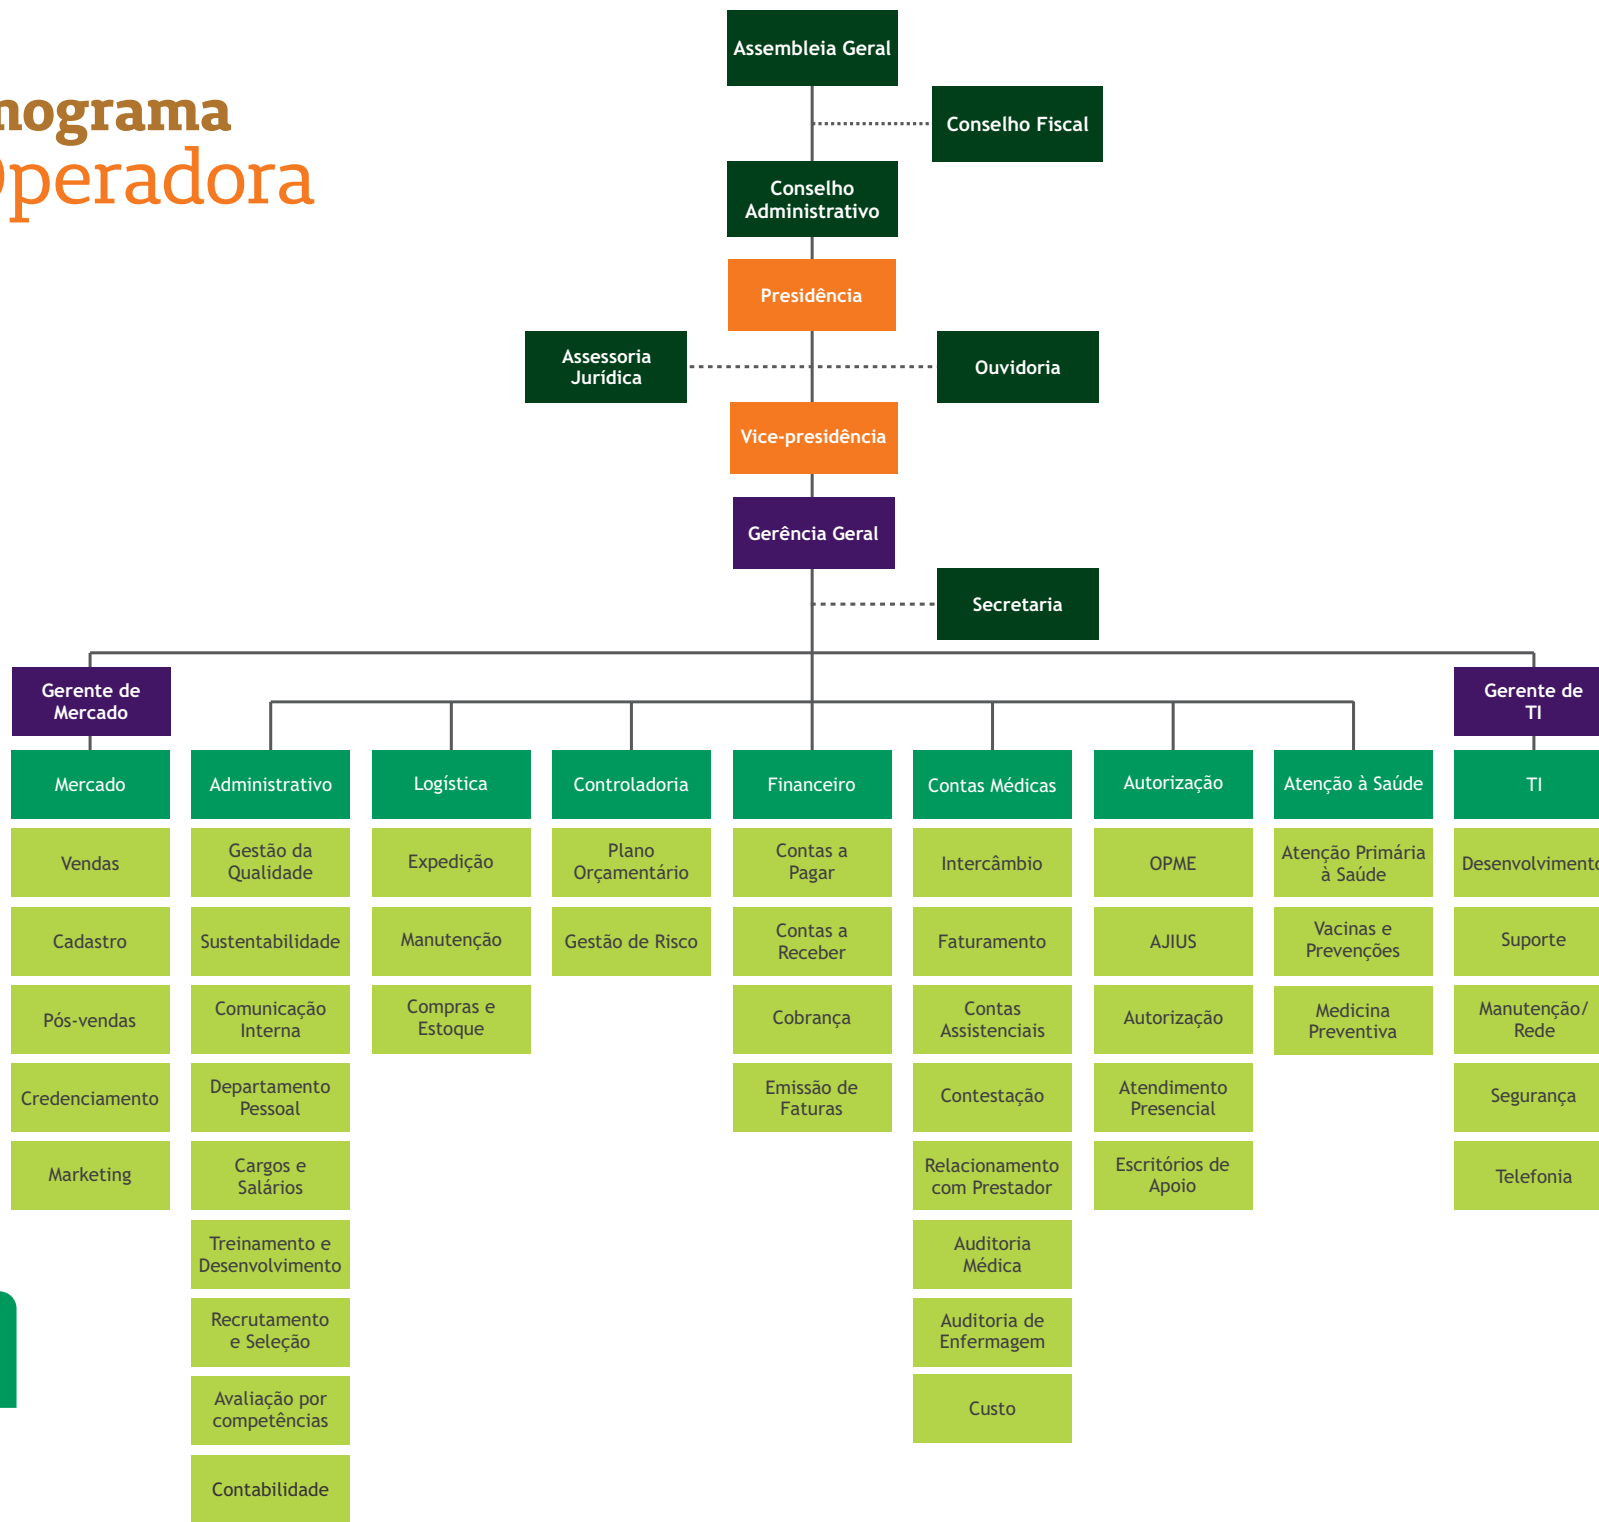 Assembleia Geral
nograma
Operadora
Conselho Fiscal
Conselho
Administrativo
Presidência
Assessoria
Jurídica
Ouvidoria
Vice-presidência
Gerência Geral
Secretaria
Gerente de
Mercado
Gerente de
TI
Mercado
Administrativo
Logística
Controladoria
Financeiro
Contas Médicas
Autorização
Atenção à Saúde
TI
Vendas
Gestão da
Qualidade
Expedição
Plano
Orçamentário
Contas a
Pagar
Intercâmbio
OPME
Atenção Primária
à Saúde
Desenvolvimento
Cadastro
Sustentabilidade
Manutenção
Gestão de Risco
Contas a
Receber
Faturamento
AJIUS
Vacinas e
Prevenções
Suporte
Pós-vendas
Comunicação
Interna
Compras e
Estoque
Cobrança
Contas
Assistenciais
Autorização
Medicina
Preventiva
Manutenção/
Rede
Credenciamento
Departamento
Pessoal
Emissão de
Faturas
Contestação
Atendimento
Presencial
Segurança
Marketing
Cargos e
Salários
Relacionamento
com Prestador
Escritórios de
Apoio
Telefonia
Treinamento e
Desenvolvimento
Auditoria
Médica
Recrutamento
e Seleção
Auditoria de
Enfermagem
Avaliação por
competências
Custo
Contabilidade